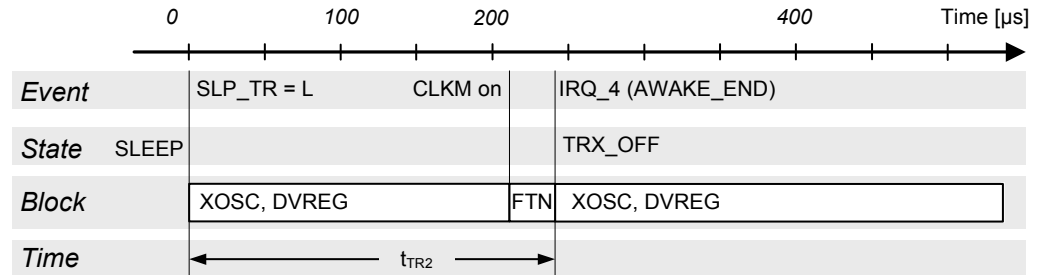 0 100 200 400 Time [µs]
Event SLP_TR = L CLKM on IRQ_4 (AWAKE_END)
State SLEEP TRX_OFF
Block XOSC, DVREG FTN XOSC, DVREG
Time tTR2